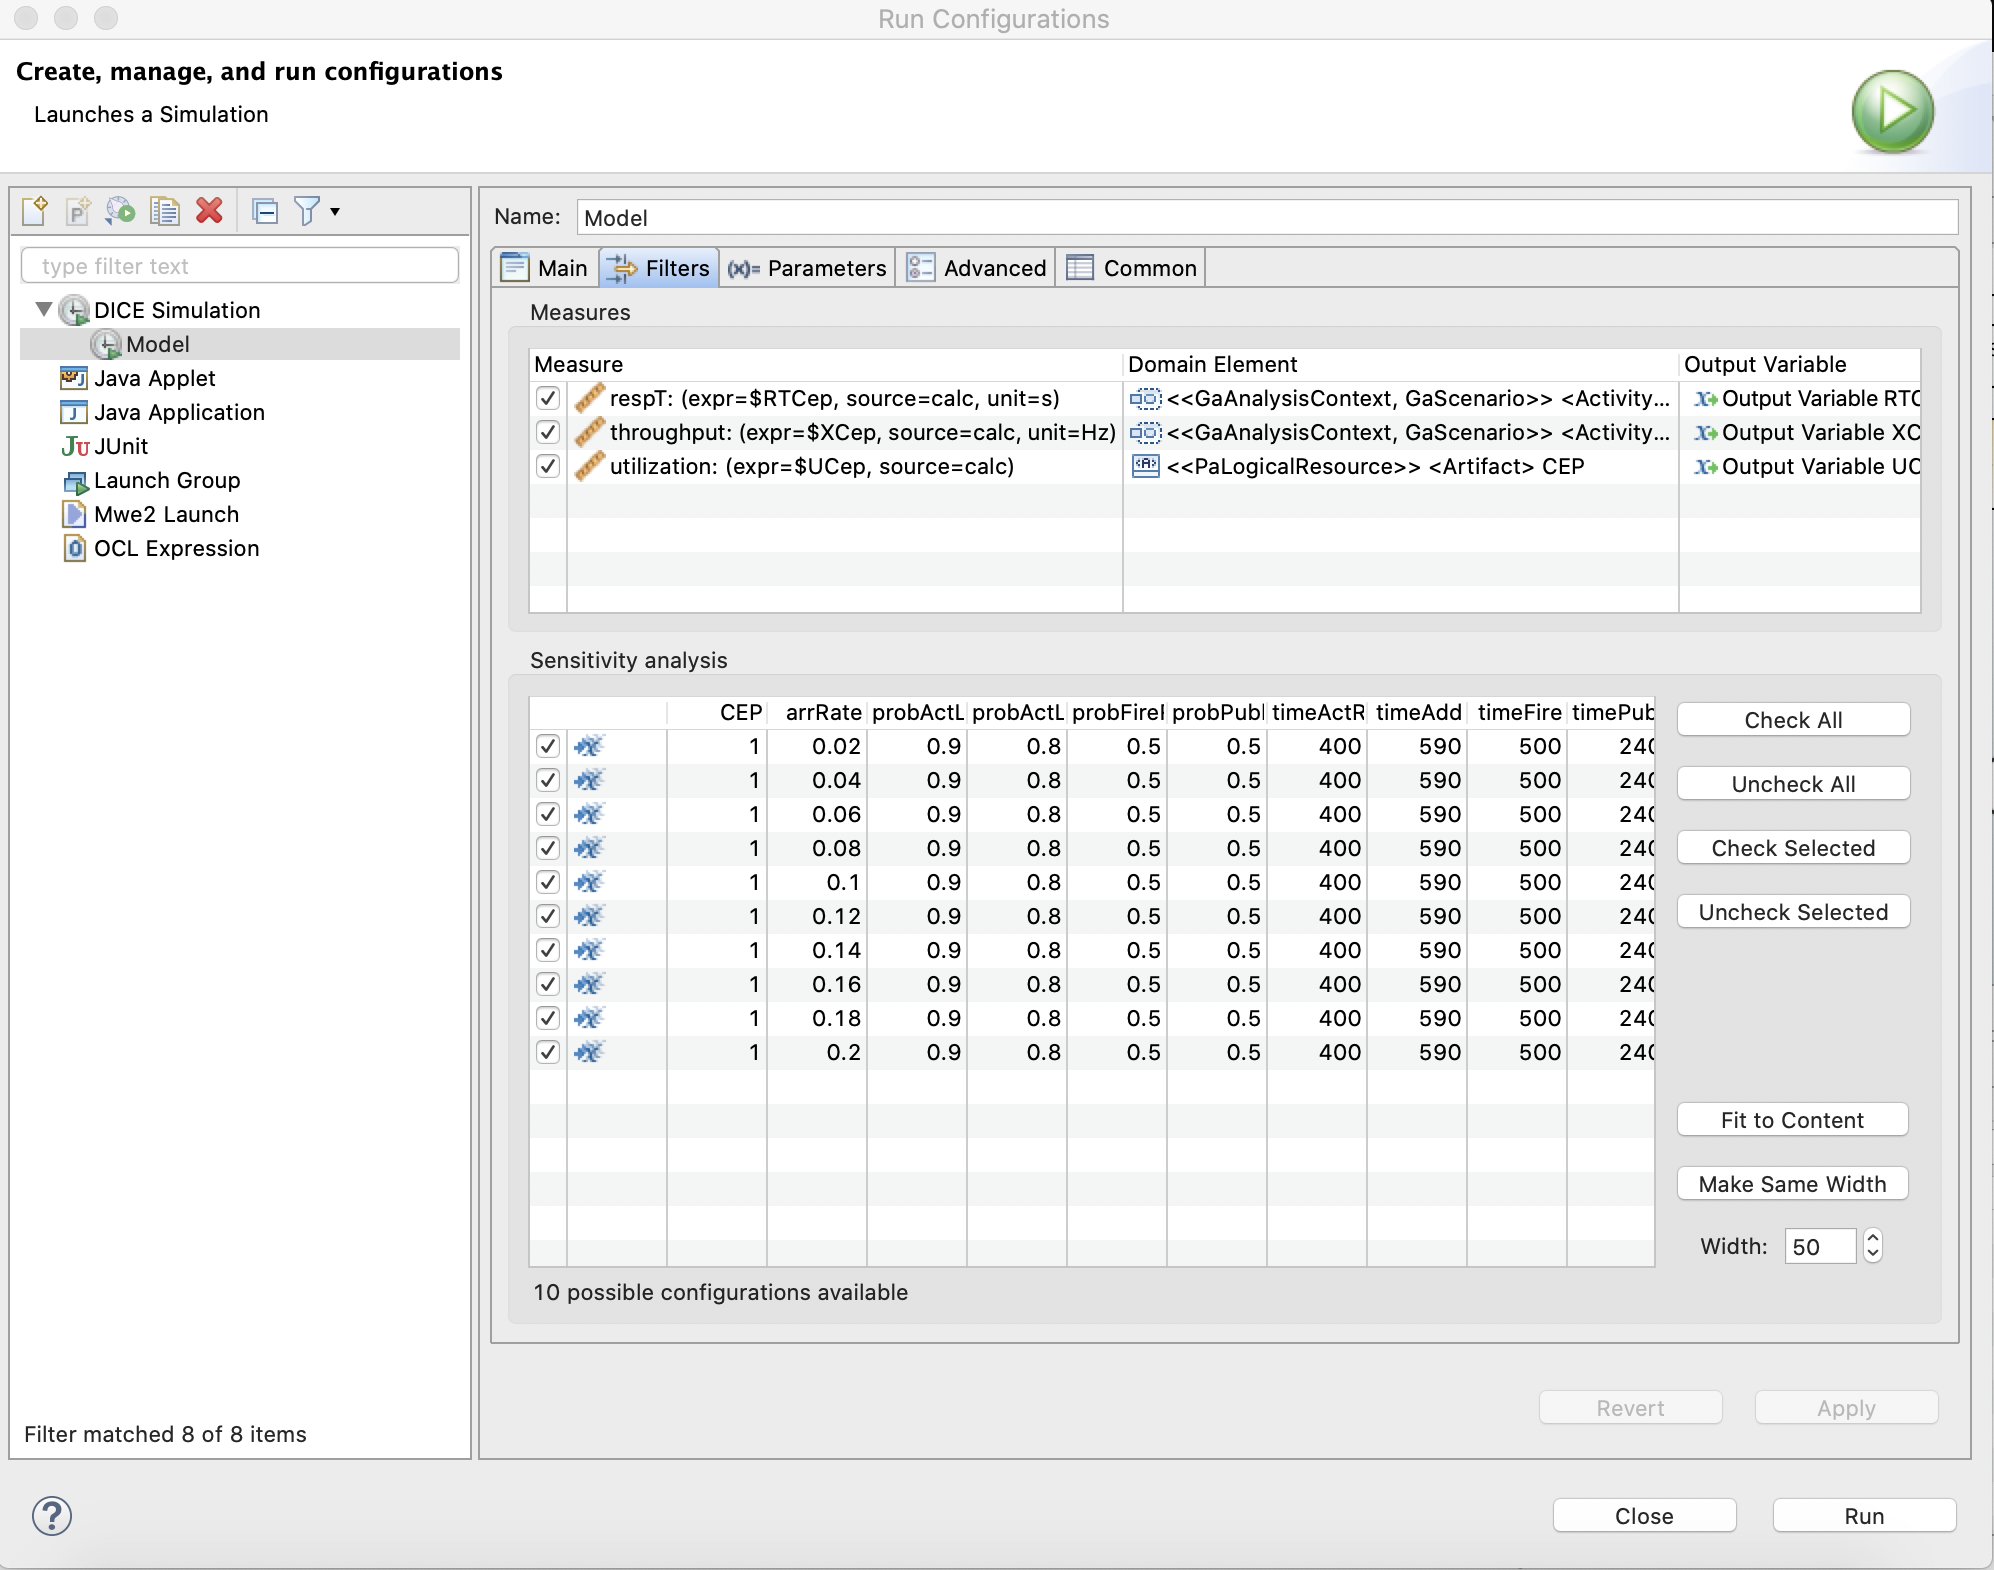 Run Configurations
Create, manage, and run configurations
Launches a Simulation
type filter text
DICE Simulation
Model
Java Applet
Java Application
JUnit
Launch Group
Mwe2 Launch
OCL Expression
Filter matched 8 of 8 items
Name: Model
Main Filters Parameters Advanced Common
Measures
Measure Domain Element Output Variable
respT: (expr=$RTCep, source=calc, unit=s) <<GaAnalysisContext, GaScenario>> <Activity... Output Variable RTC
throughput: (expr=$XCep, source=calc, unit=Hz) <<GaAnalysisContext, GaScenario>> <Activity... Output Variable XC
utilization: (expr=$UCep, source=calc) <<PaLogicalResource>> <Artifact> CEP Output Variable UC
Sensitivity analysis
CEP arrRate probActL probActL probFire probPubl timeActR timeAdd timeFire timePub
1 0.02 0.9 0.8 0.5 0.5 400 590 500 240
1 0.04 0.9 0.8 0.5 0.5 400 590 500 240
1 0.06 0.9 0.8 0.5 0.5 400 590 500 240
1 0.08 0.9 0.8 0.5 0.5 400 590 500 240
1 0.1 0.9 0.8 0.5 0.5 400 590 500 240
1 0.12 0.9 0.8 0.5 0.5 400 590 500 240
1 0.14 0.9 0.8 0.5 0.5 400 590 500 240
1 0.16 0.9 0.8 0.5 0.5 400 590 500 240
1 0.18 0.9 0.8 0.5 0.5 400 590 500 240
1 0.2 0.9 0.8 0.5 0.5 400 590 500 240
10 possible configurations available
Check All
Uncheck All
Check Selected
Uncheck Selected
Fit to Content
Make Same Width
Width: 50
Revert Apply
Close Run